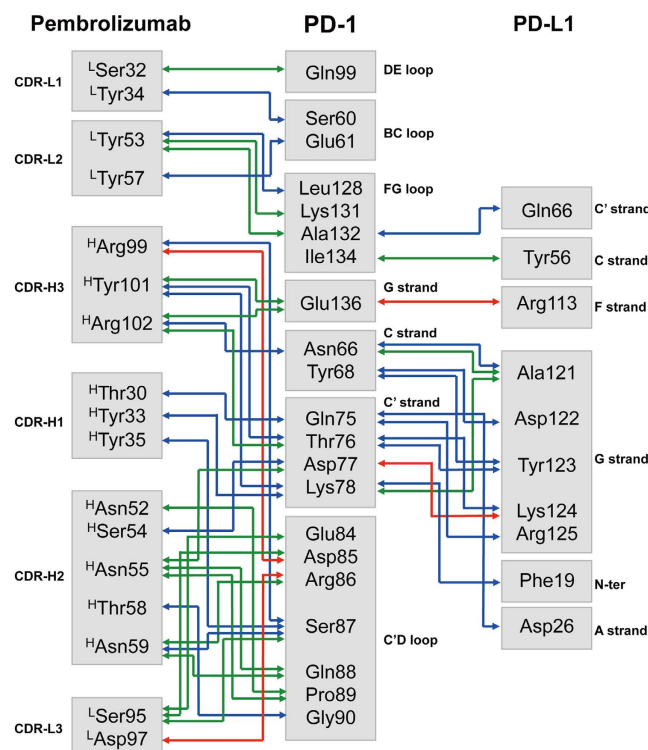 Pembrolizumab PD-1 PD-L1
CDR-L1
ᴸSer32
ᴸTyr34
Gln99
DE loop
Ser60
Glu61
BC loop
CDR-L2
ᴸTyr53
ᴸTyr57
Leu128
Lys131
Ala132
Ile134
FG loop
Gln66
C’ strand
Tyr56
C strand
CDR-H3
ᴴArg99
ᴴTyr101
ᴴArg102
Glu136
G strand
Arg113
F strand
Asn66
Tyr68
C strand
CDR-H1
ᴴThr30
ᴴTyr33
ᴴTyr35
Gln75
Thr76
Asp77
Lys78
C’ strand
Ala121
Asp122
Tyr123
Lys124
Arg125
G strand
CDR-H2
ᴴAsn52
ᴴSer54
ᴴAsn55
ᴴThr58
ᴴAsn59
Glu84
Asp85
Arg86
Ser87
Gln88
Pro89
Gly90
C’D loop
Phe19
N-ter
Asp26
A strand
CDR-L3
ᴸSer95
ᴸAsp97